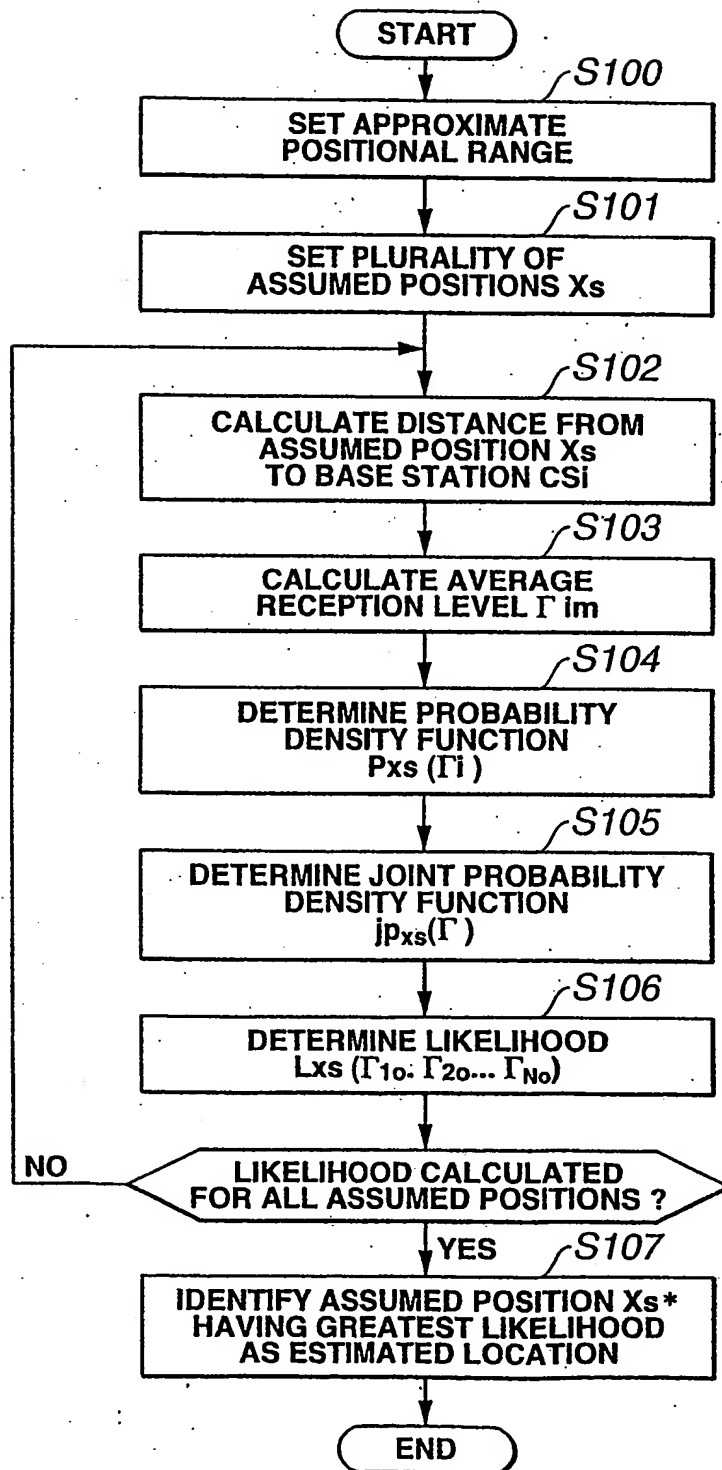 START
S100
SET APPROXIMATE
POSITIONAL RANGE
S101
SET PLURALITY OF
ASSUMED POSITIONS Xs
S102
CALCULATE DISTANCE FROM
ASSUMED POSITION Xs
TO BASE STATION CSi
S103
CALCULATE AVERAGE
RECEPTION LEVEL Γ im
S104
DETERMINE PROBABILITY
DENSITY FUNCTION
Pxs (Γi )
S105
DETERMINE JOINT PROBABILITY
DENSITY FUNCTION
jpxs(Γ )
S106
DETERMINE LIKELIHOOD
Lxs (Γ1o. Γ2o... ΓNo)
NO
LIKELIHOOD CALCULATED
FOR ALL ASSUMED POSITIONS ?
YES
S107
IDENTIFY ASSUMED POSITION Xs*
HAVING GREATEST LIKELIHOOD
AS ESTIMATED LOCATION
END